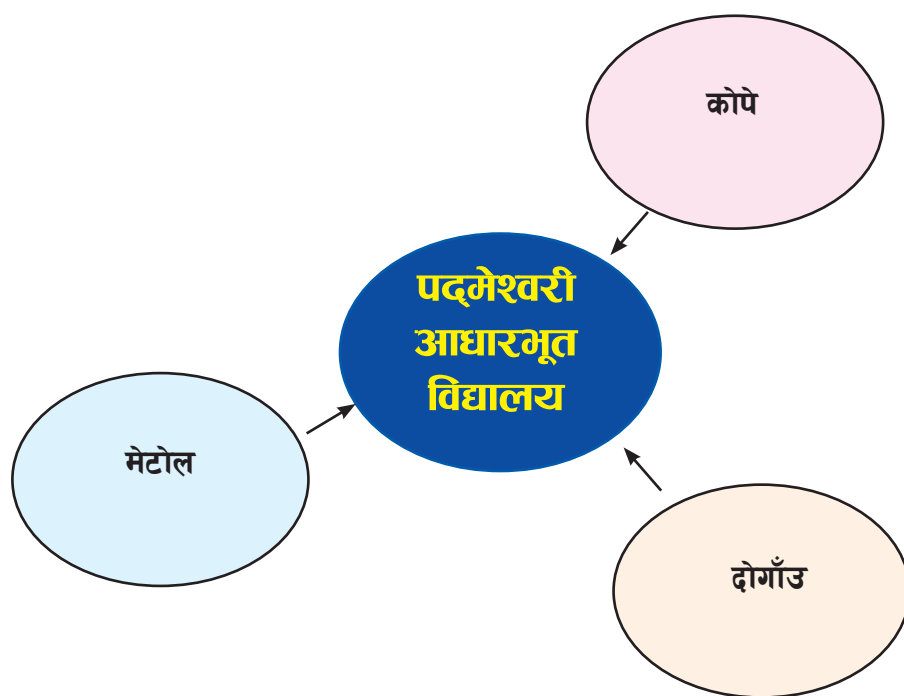 कोपे
पद्मेश्वरी
आधारभूत
विद्यालय
मेटोल
दोगाँउ